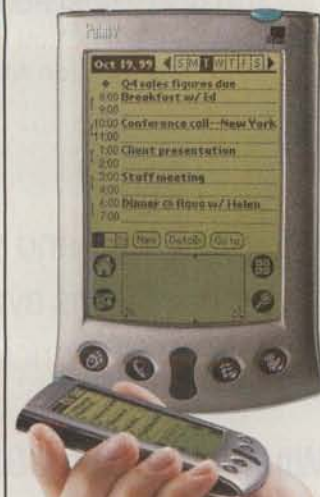 Palm V
Oct 19, 99 S M T W T F S
Q4 sales figures due
8:00 Breakfast w/ Ed
9:00
10:00 Conference call--New York
11:00
1:00 Client presentation
2:00
3:00 Staff meeting
4:00
6:00 Dinner @ w/ Helen
7:00
New Details Go to